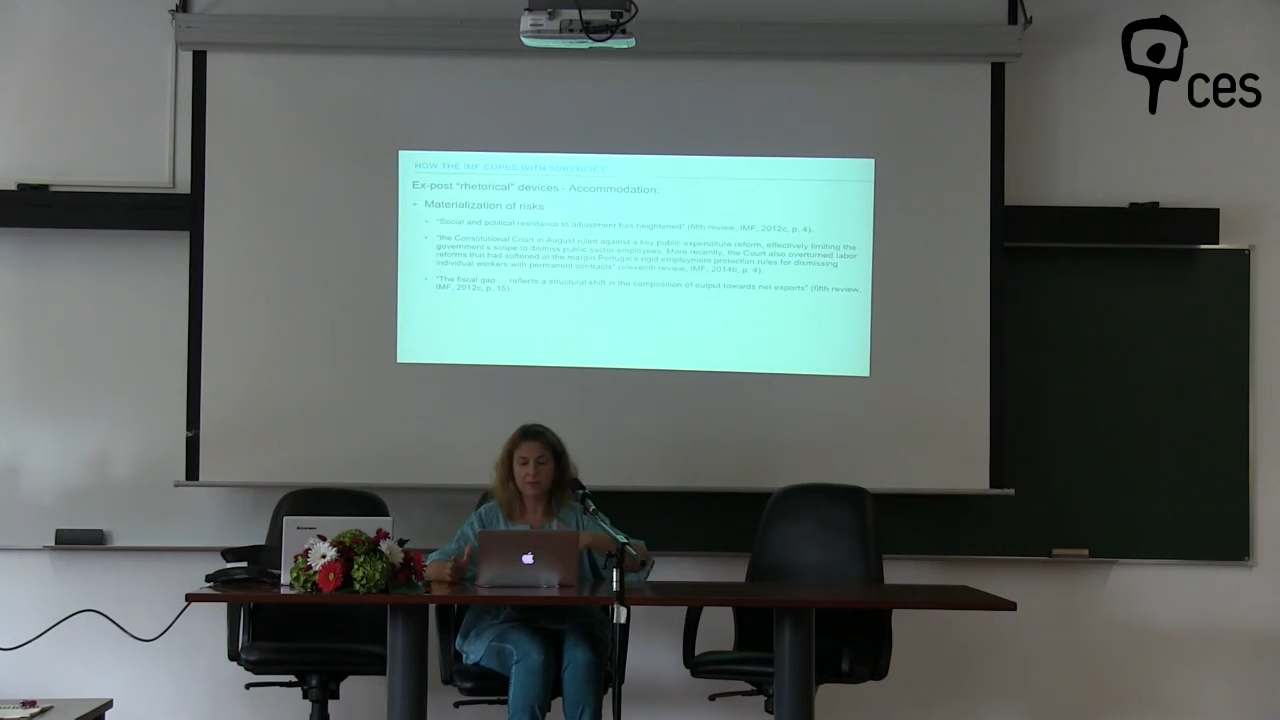 ces
HOW THE IMF COPES WITH SURPRISE?
Ex-post "rhetorical" devices - Accommodation:
Materialization of risks
"Social and political resistance to adjustment has heightened" (fifth review, IMF, 2012c, p. 4).
"the Constitutional Court in August ruled against a key public expenditure reform, effectively limiting the
government's scope to dismiss public sector employees. More recently, the Court also overturned labor
reforms that had softened at the margin Portugal's rigid employment protection rules for dismissing
individual workers with permanent contracts" (eleventh review, IMF, 2014b, p. 4).
"The fiscal gap ... reflects a structural shift in the composition of output towards net exports" (fifth review,
IMF, 2012c, p. 15).
lenovo